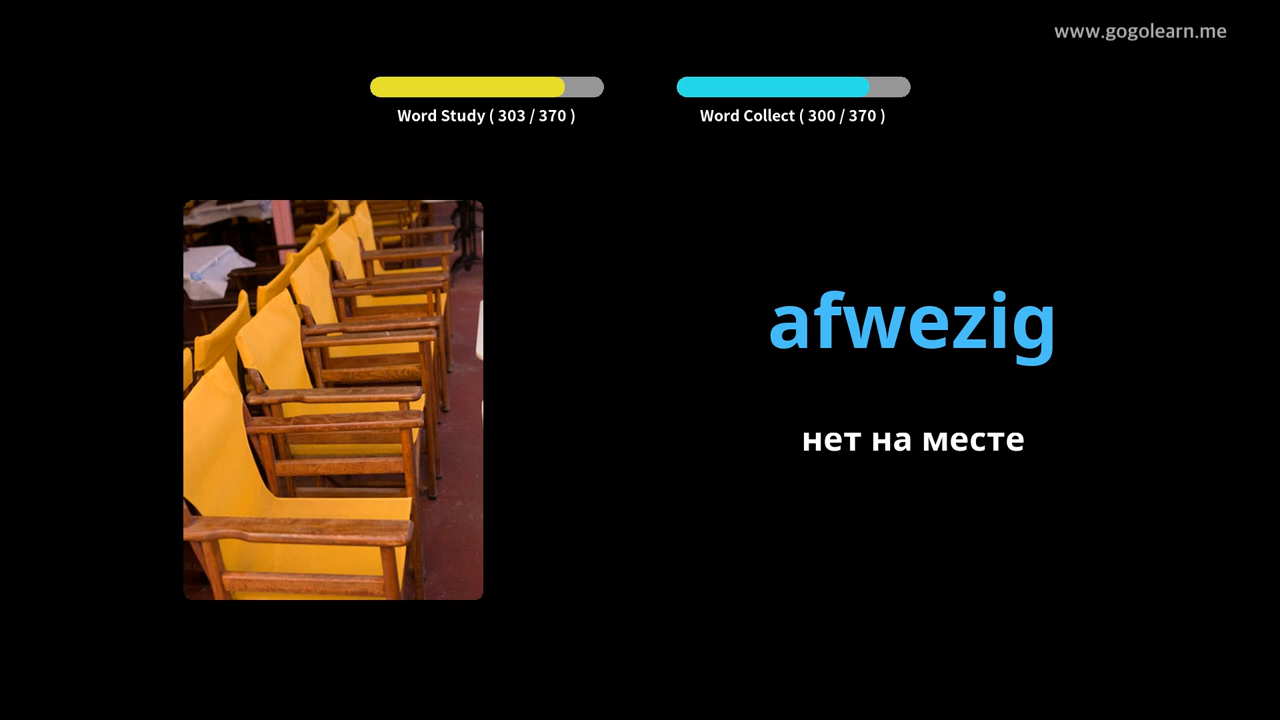 www.gogolearn.me
Word Study ( 303 / 370 )
Word Collect ( 300 / 370 )
afwezig
нет на месте